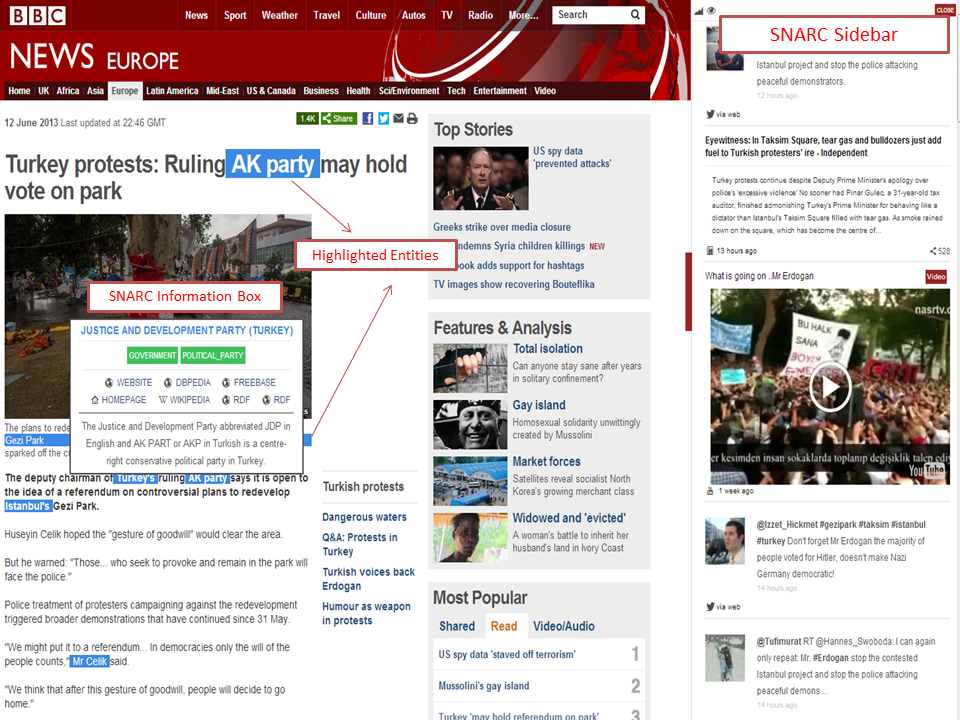 BBC
News Sport Weather Travel Culture Autos TV Radio More... Search
NEWS EUROPE
Home UK Africa Asia Europe Latin America Mid-East US & Canada Business Health Sci/Environment Tech Entertainment Video
12 June 2013 Last updated at 22:46 GMT
1.4K Share
Turkey protests: Ruling AK party may hold
vote on park
Highlighted Entities
SNARC Information Box
JUSTICE AND DEVELOPMENT PARTY (TURKEY)
GOVERNMENT POLITICAL_PARTY
WEBSITE DBPEDIA FREEBASE
HOMEPAGE WIKIPEDIA RDF RDF
The Justice and Development Party abbreviated JDP in
English and AK PART or AKP in Turkish is a centre-
right conservative political party in Turkey.
The plans to rede
Gezi Park
sparked off the c
The deputy chairman of Turkey's ruling AK party says it is open to
the idea of a referendum on controversial plans to redevelop
Istanbul's Gezi Park.
Huseyin Celik hoped the "gesture of goodwill" would clear the area.
But he warned: "Those... who seek to provoke and remain in the park will
face the police."
Police treatment of protesters campaigning against the redevelopment
triggered broader demonstrations that have continued since 31 May.
"We might put it to a referendum... In democracies only the will of the
people counts," Mr Celik said.
"We think that after this gesture of goodwill, people will decide to go
home."
Turkish protests
Dangerous waters
Q&A: Protests in
Turkey
Turkish voices back
Erdogan
Humour as weapon
in protests
Top Stories
US spy data
'prevented attacks'
Greeks strike over media closure
ndemns Syria children killings NEW
book adds support for hashtags
TV images show recovering Bouteflika
Features & Analysis
Total isolation
Can anyone stay sane after years
in solitary confinement?
Gay island
Homosexual solidarity unwittingly
created by Mussolini
Market forces
Satellites reveal socialist North
Korea's growing merchant class
Widowed and 'evicted'
A woman's battle to inherit her
husband's land in Ivory Coast
Most Popular
Shared Read Video/Audio
US spy data 'staved off terrorism' 1
Mussolini's gay island 2
Turkey 'may hold referendum on park' 3
CLOSE
SNARC Sidebar
Istanbul project and stop the police attacking
peaceful demonstrators.
12 hours ago
via web
Eyewitness: In Taksim Square, tear gas and bulldozers just add
fuel to Turkish protesters' ire - Independent
Turkey protests continue despite Deputy Prime Minister's apology over
police's 'excessive violence' No sooner had Pinar Gulec, a 31-year-old tax
auditor, finished admonishing Turkey's Prime Minister for behaving like a
dictator than Istanbul's Taksim Square filled with tear gas. As smoke rained
down on the square, which has become the centre of...
13 hours ago 528
What is going on ..Mr Erdogan Video
nasrtv.c
BU HALK
SANA
BOYUN
EĞMEZ
er kesimden insan sokaklarda toplanıp değişiklik talep ediy
YouTube
1 week ago
@Izzet_Hickmet #gezipark #taksim #istanbul
#turkey Don't forget Mr Erdogan the majority of
people voted for Hitler, doesn't make Nazi
Germany democratic!
14 hours ago
via web
@Tufimurat RT @Hannes_Swoboda: I can again
only repeat: Mr. #Erdogan stop the contested
Istanbul project and stop the police attacking
peaceful demons...
14 hours ago